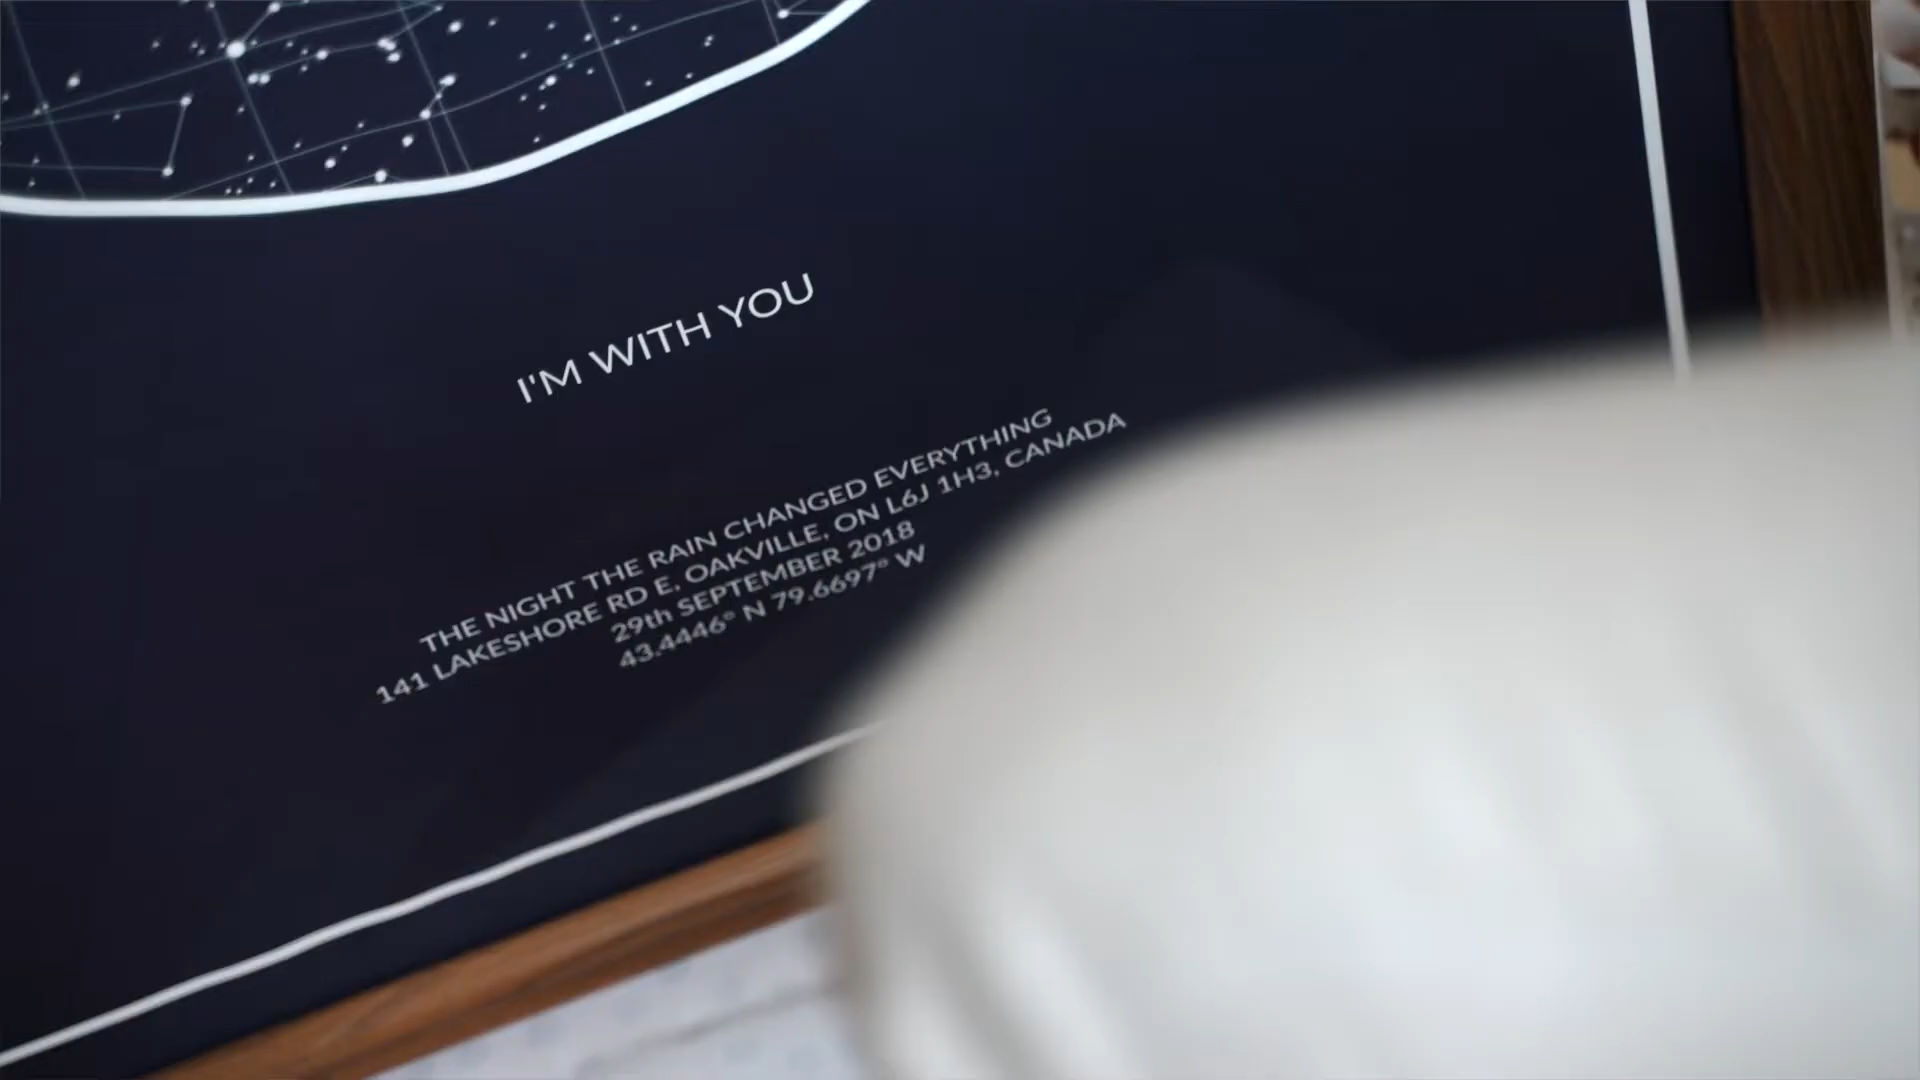 I'M WITH YOU
THE NIGHT THE RAIN CHANGED EVERYTHING
141 LAKESHORE RD E, OAKVILLE, ON L6J 1H3, CANADA
29th SEPTEMBER 2018
43.4446° N 79.6697° W